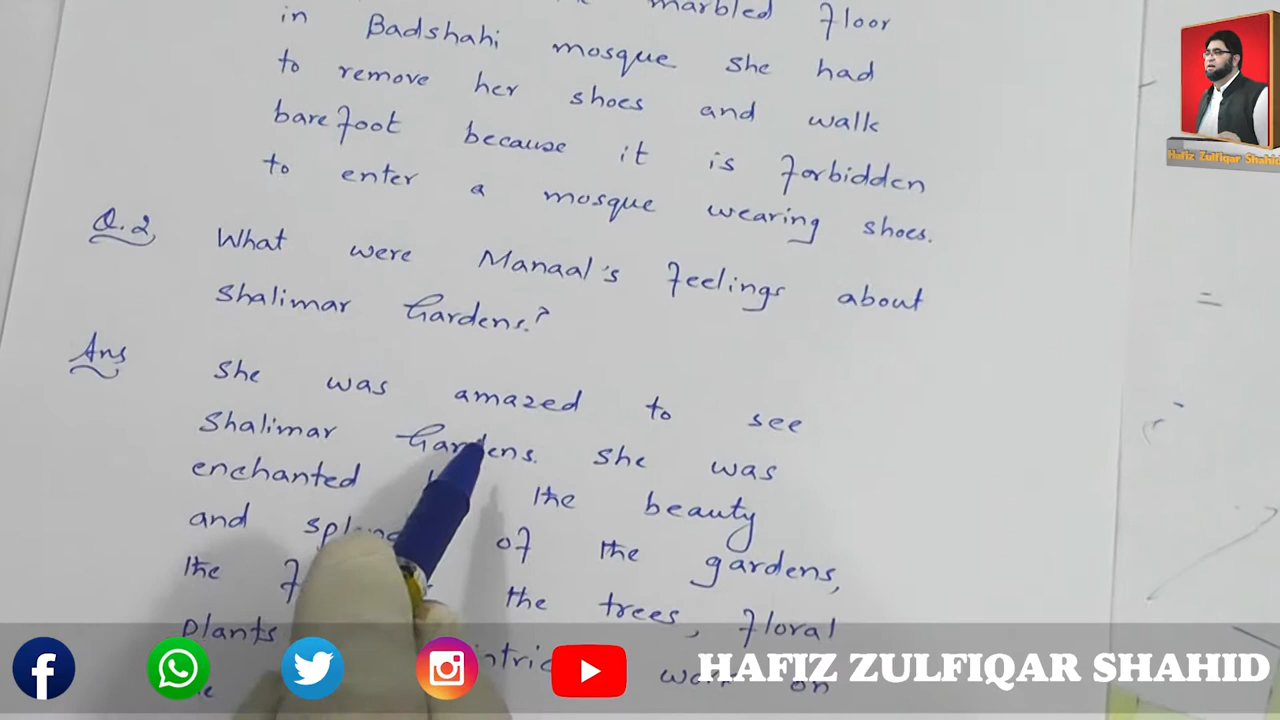 marbled floor
in Badshahi mosque she had
to remove her shoes and walk
barefoot because it is forbidden
to enter a mosque wearing shoes.
Q.2 What were Manaal's feelings about
Shalimar Gardens?
Ans She was amazed to see
Shalimar Gardens. She was
enchanted the beauty
and of the gardens,
the the trees, floral
plants
on
Hafiz Zulfiqar Shahid
HAFIZ ZULFIQAR SHAHID